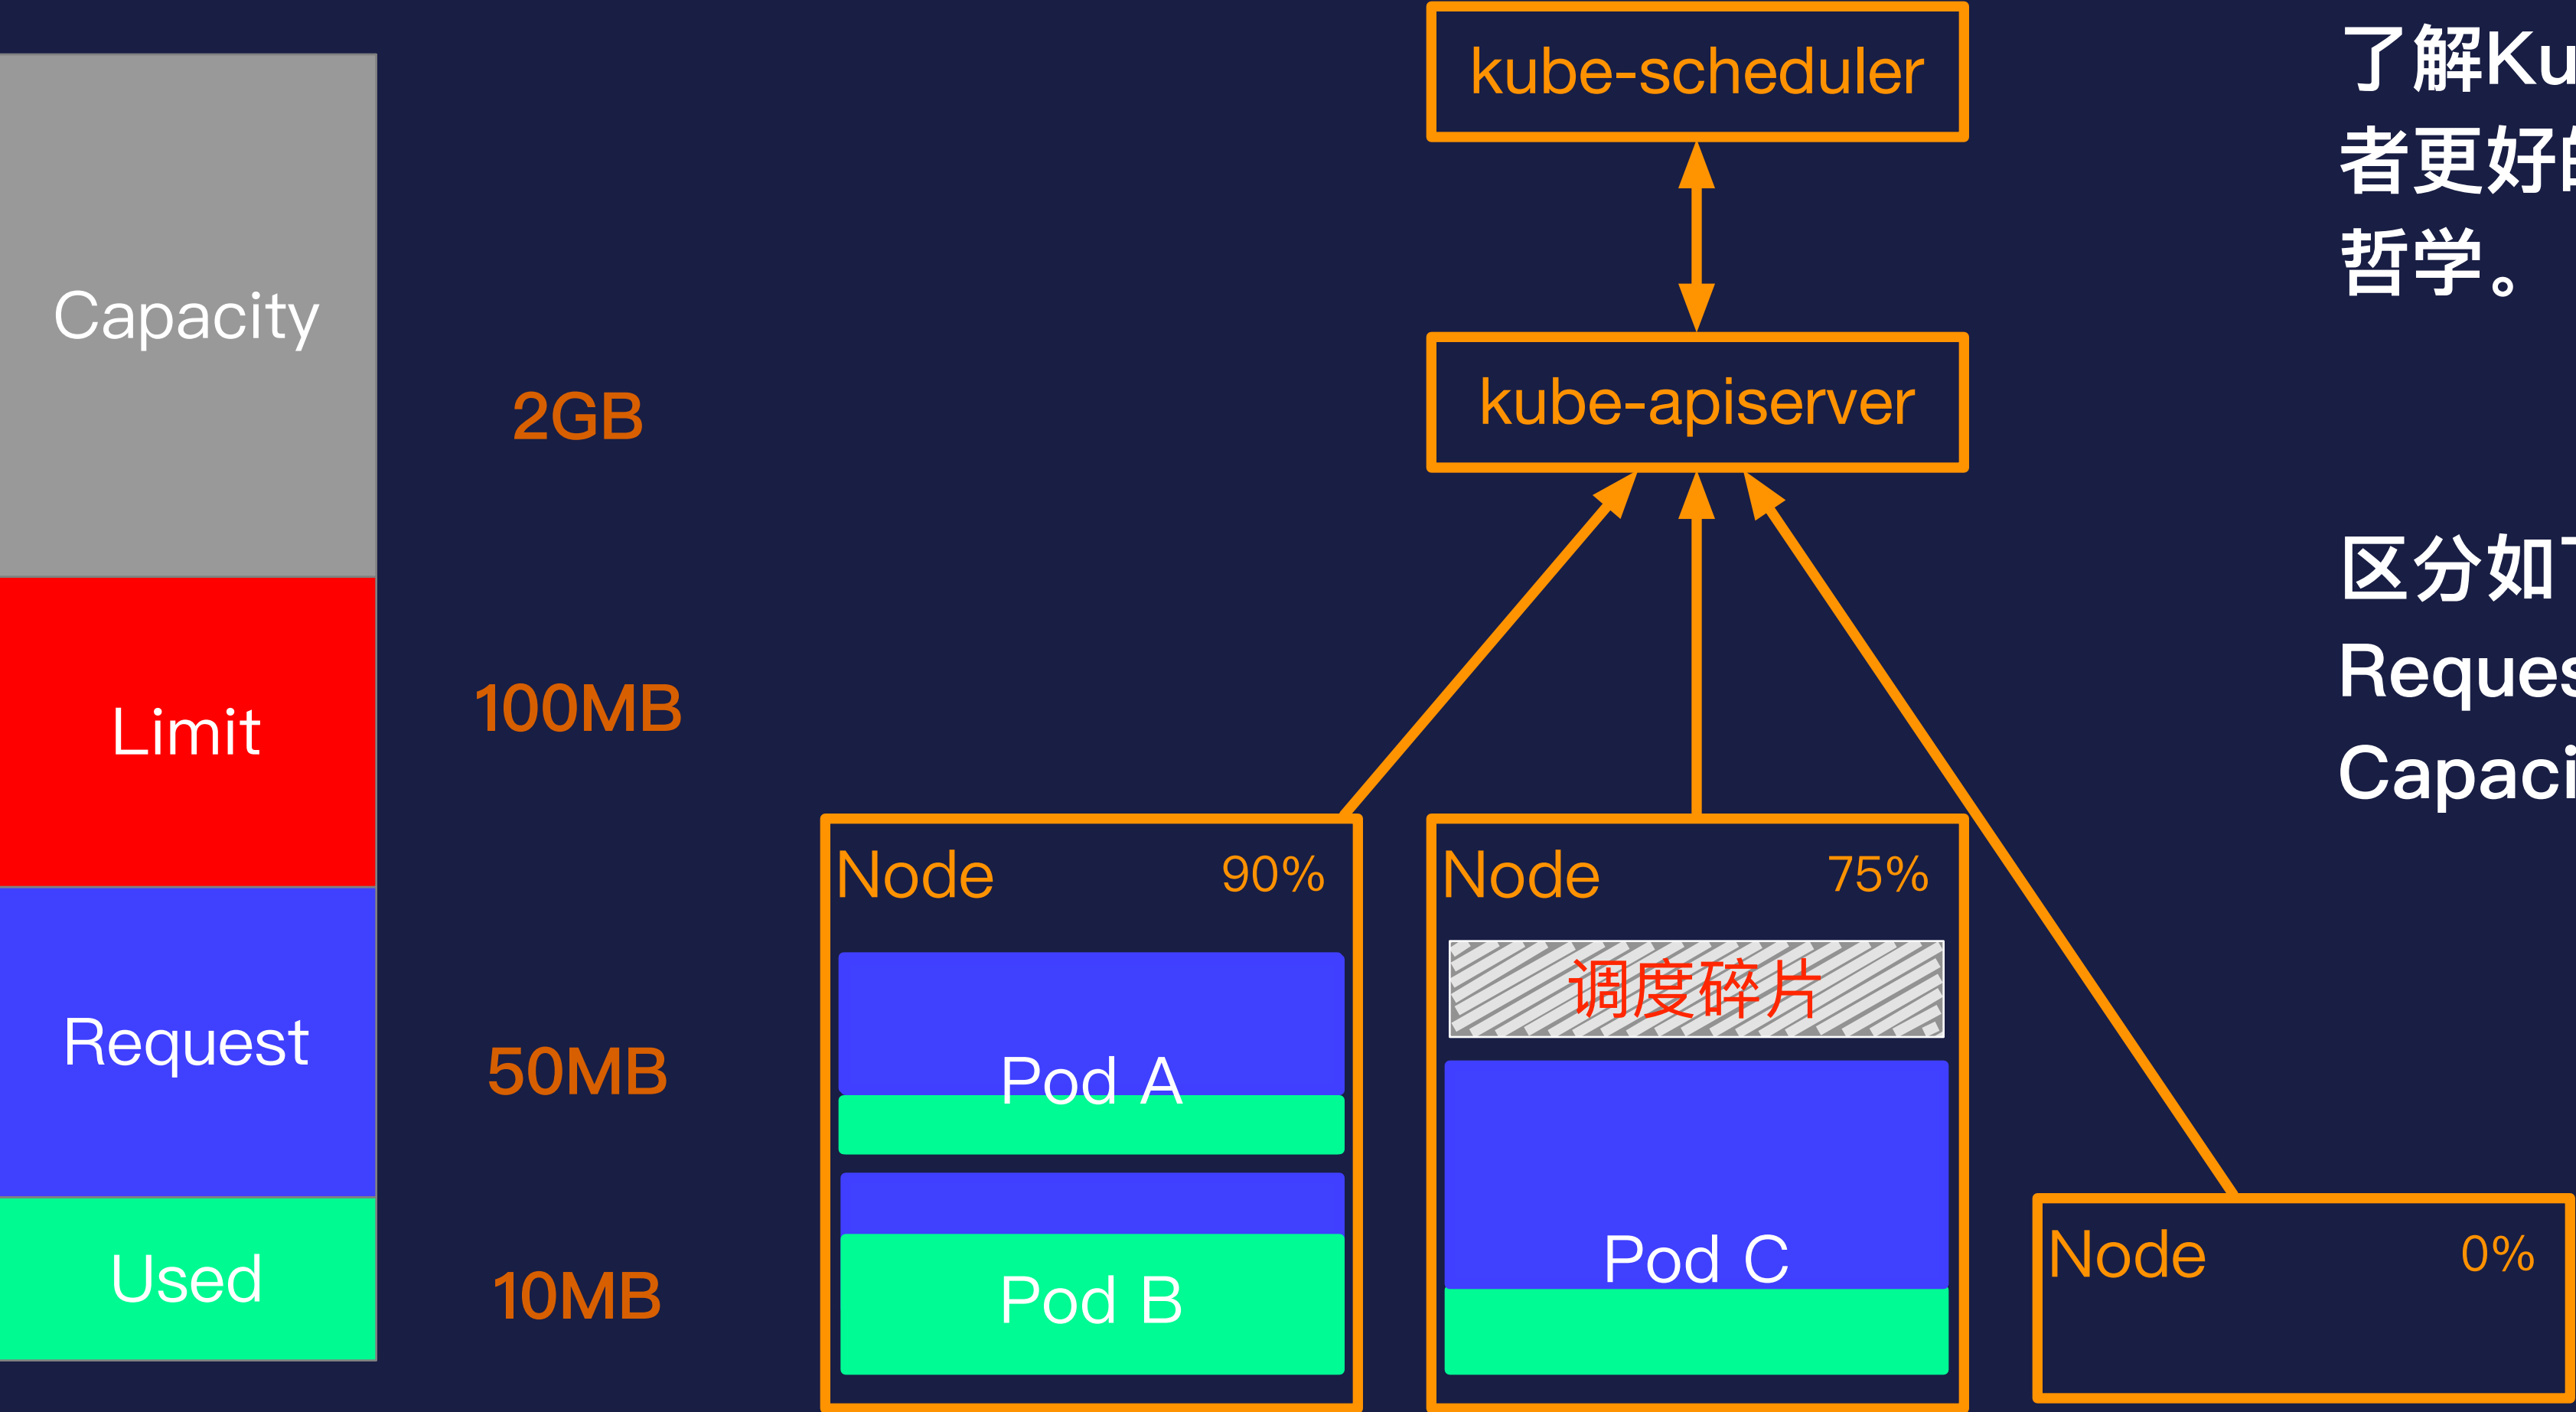 Capacity
2GB
Limit
100MB
Request
50MB
Used
10MB
kube-scheduler
kube-apiserver
Node 90%
Pod A
Pod B
Node 75%
调度碎片
Pod C
Node 0%
了解Ku
者更好
哲学。
区分如
Reques
Capaci